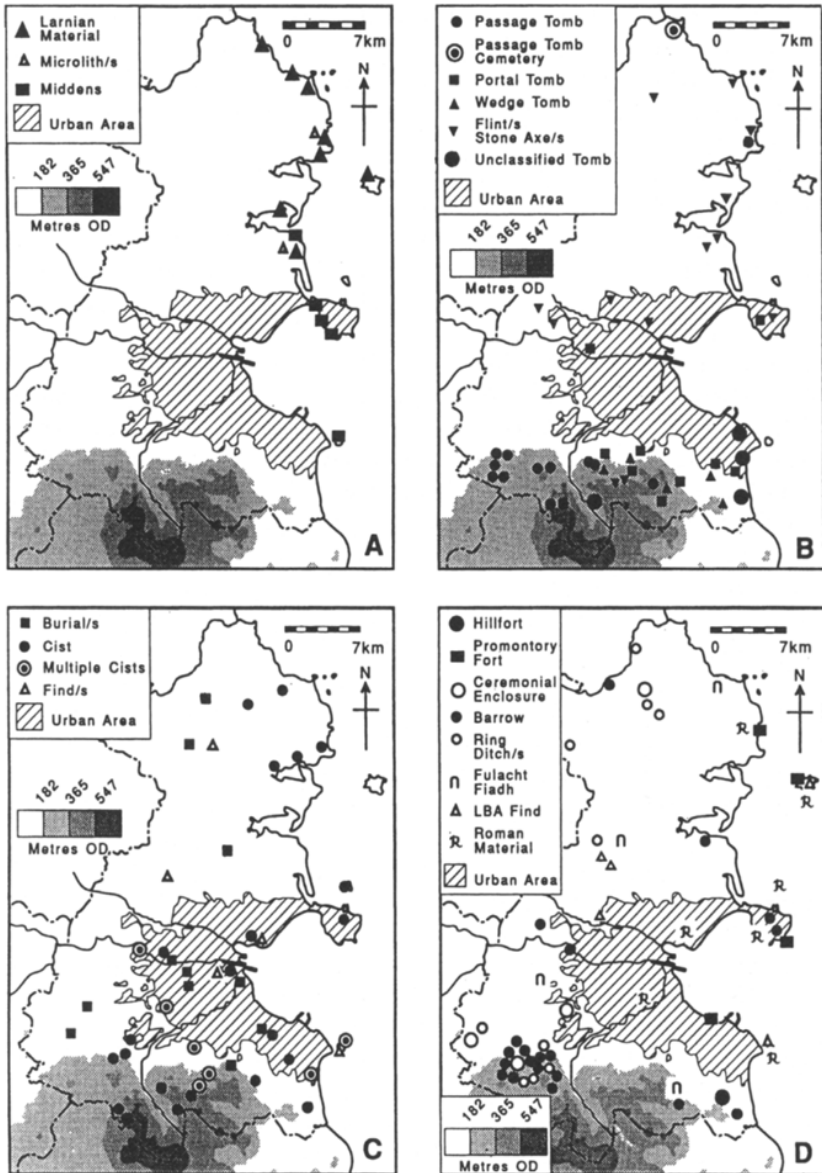 Larnian
Material
Microlith/s
Middens
Urban Area
182
365
547
Metres OD
0 7km
N
A
Passage Tomb
Passage Tomb
Cemetery
Portal Tomb
Wedge Tomb
Flint/s
Stone Axe/s
Unclassified Tomb
Urban Area
182
365
547
Metres OD
0 7km
N
B
Burial/s
Cist
Multiple Cists
Find/s
Urban Area
182
365
547
Metres OD
0 7km
N
C
Hillfort
Promontory
Fort
Ceremonial
Enclosure
Barrow
Ring
Ditch/s
Fulacht
Fiadh
LBA Find
Roman
Material
Urban Area
182
365
547
Metres OD
0 7km
N
D